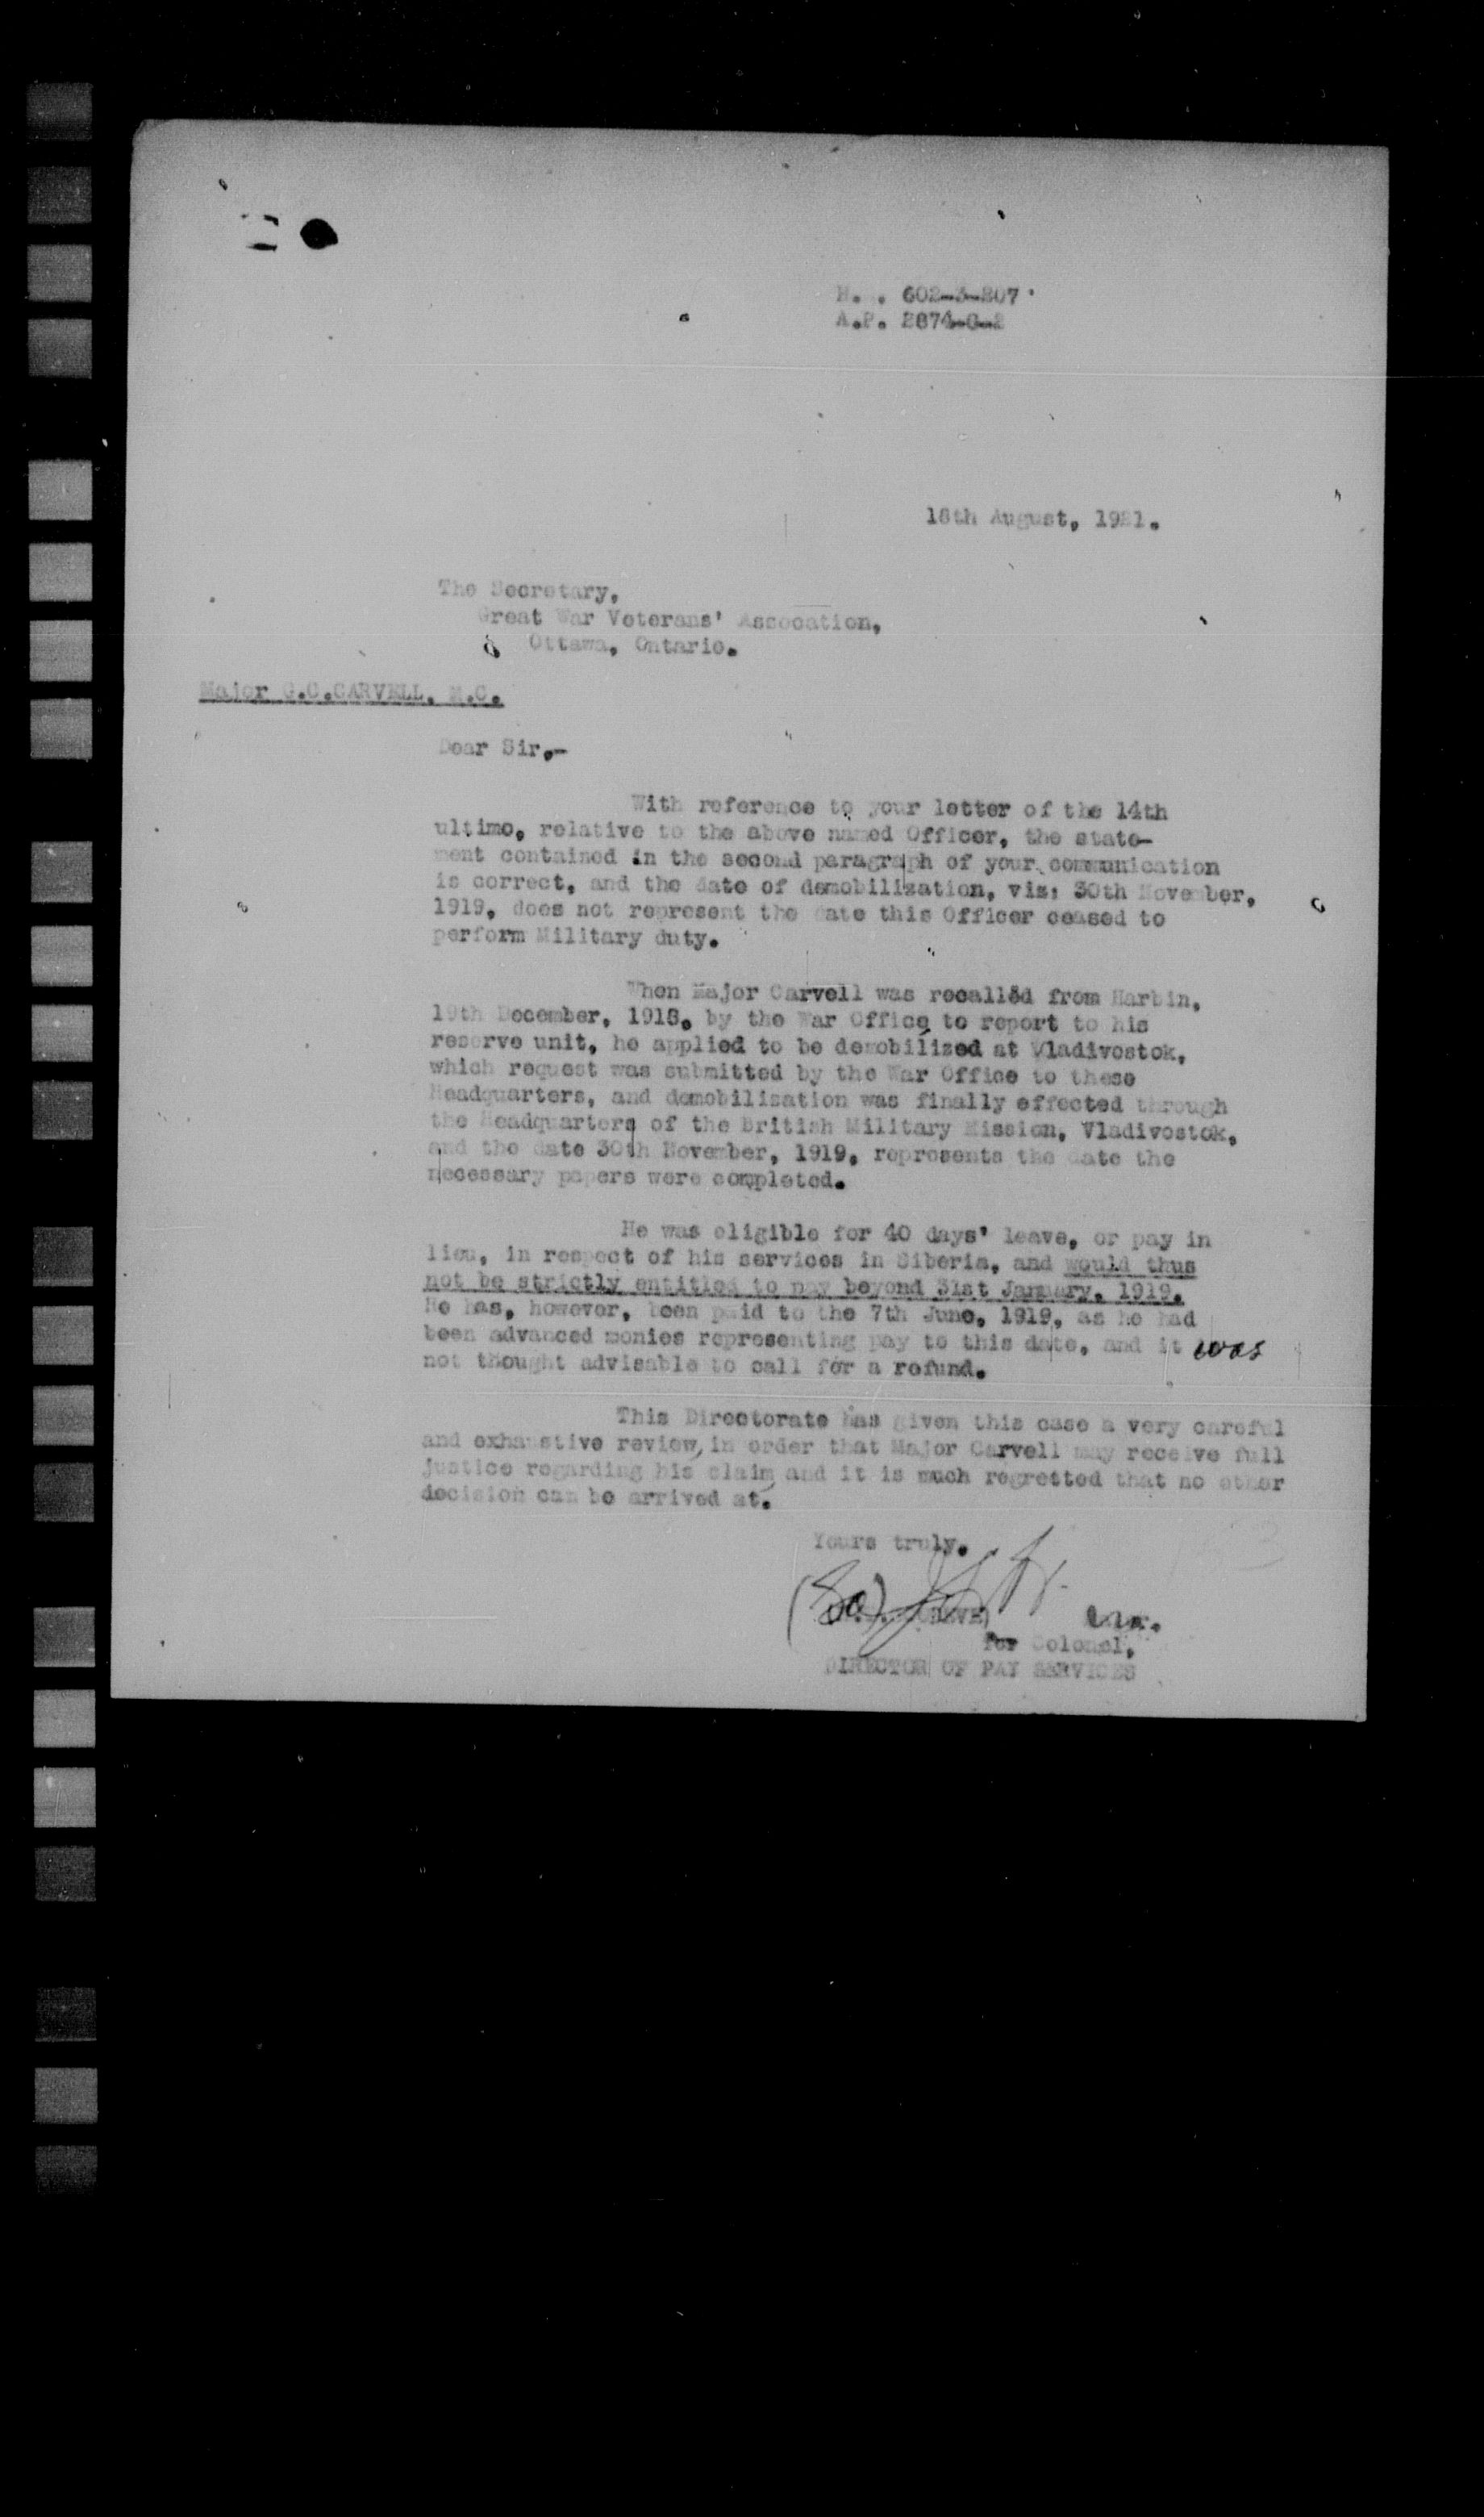 602-3-207
A.P. 2874-C-2
18th August, 1921.
The Secretary,
Great War Veterans' Assocation,
Ottawa, Ontario.
Major G.C.CARVELL, M.C.
Dear Sir,-
With reference to your letter of the 14th
ultimo, relative to the above named Officer, the state-
ment contained in the second paragraph of your communication
is correct, and the date of demobilization, viz: 30th November,
1919, does not represent the date this Officer ceased to
perform Military duty.
When Major Carvell was recalled from Harbin,
19th December, 1918, by the War Office to report to his
reserve unit, he applied to be demobilized at Vladivostok,
which request was submitted by the War Office to these
Headquarters, and demobilization was finally effected through
the Headquarters of the British Military Mission, Vladivostok,
and the date 30th November, 1919, represents the date the
necessary papers were completed.
He was eligible for 40 days' leave, or pay in
lieu, in respect of his services in Siberia, and would thus
not be strictly entitled to pay beyond 31st January, 1919.
He has, however, been paid to the 7th June, 1919, as he had
been advanced monies representing pay to this date, and it was
not thought advisable to call for a refund.
This Directorate has given this case a very careful
and exhaustive review, in order that Major Carvell may receive full
justice regarding his claim, and it is much regretted that no other
decision can be arrived at.
Yours truly,
for Colonel,
DIRECTOR OF PAY SERVICES